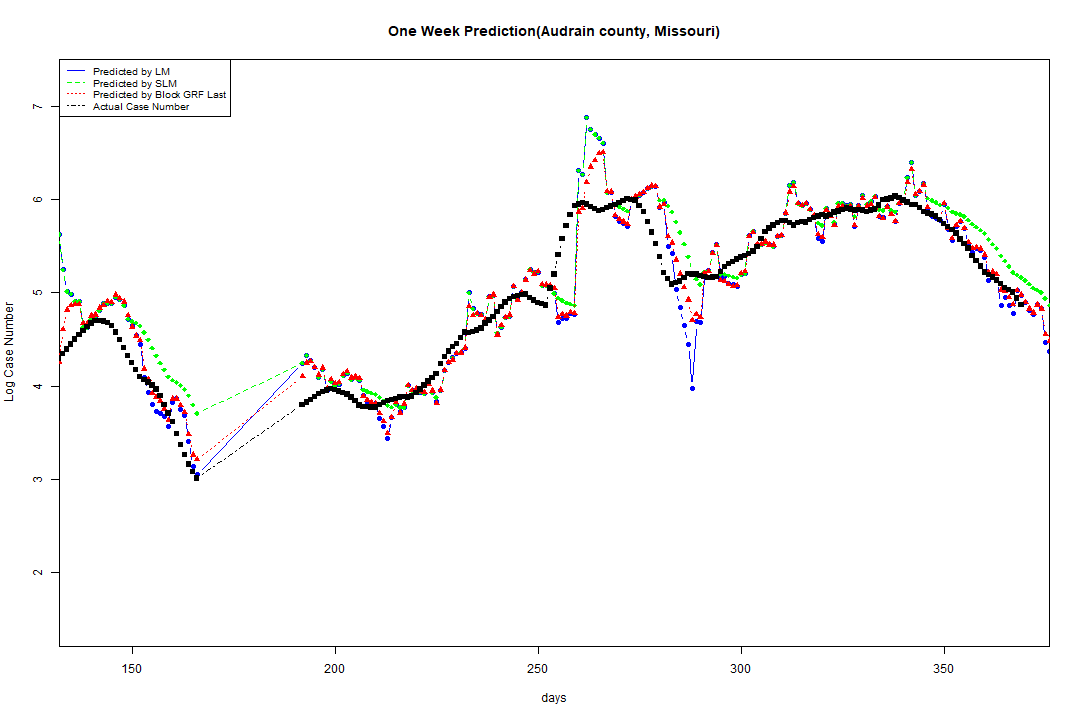 One Week Prediction(Audrain county, Missouri)
Predicted by LM
Predicted by SLM
Predicted by Block GRF Last
Actual Case Number
Log Case Number
7
6
5
4
3
2
150 200 250 300 350
days